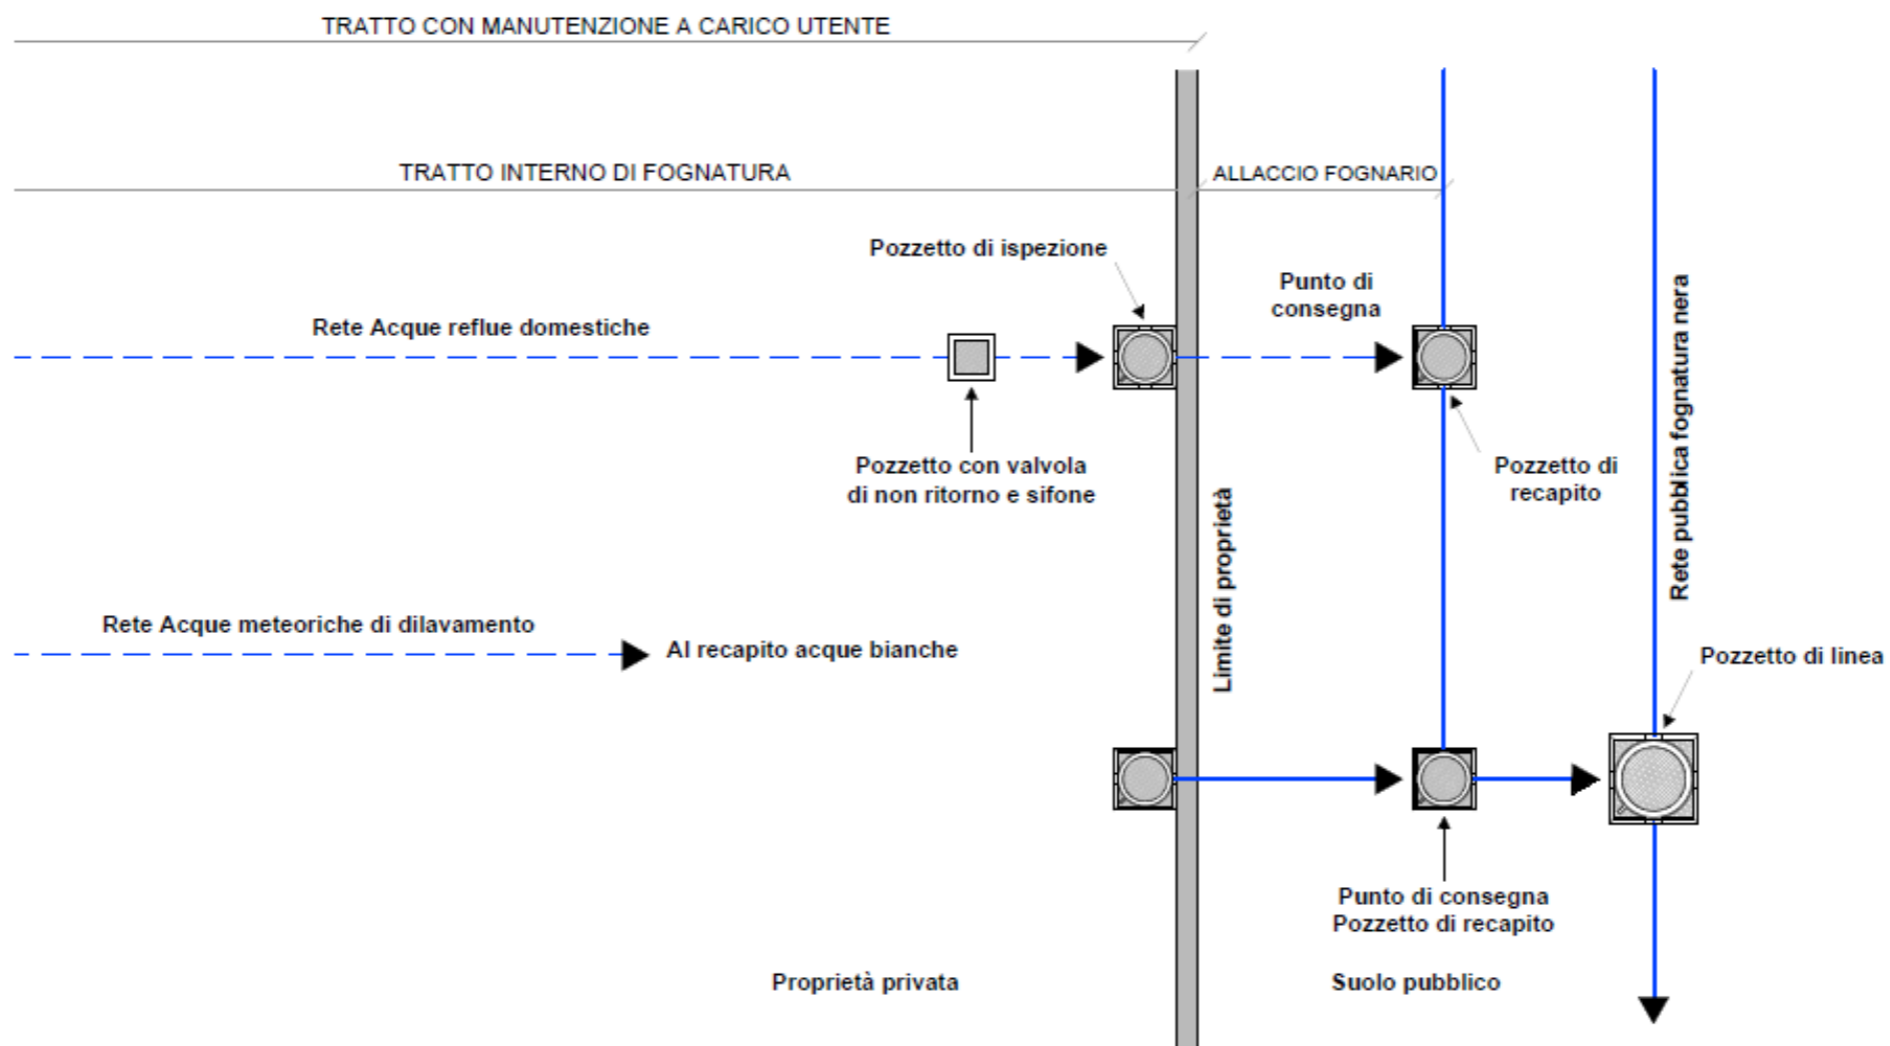 TRATTO CON MANUTENZIONE A CARICO UTENTE
TRATTO INTERNO DI FOGNATURA
ALLACCIO FOGNARIO
Pozzetto di ispezione
Punto di
consegna
Rete Acque reflue domestiche
Rete pubblica fognatura nera
Pozzetto con valvola
di non ritorno e sifone
Pozzetto di
recapito
Limite di proprietà
Rete Acque meteoriche di dilavamento
Al recapito acque bianche
Pozzetto di linea
Punto di consegna
Pozzetto di recapito
Proprietà privata
Suolo pubblico